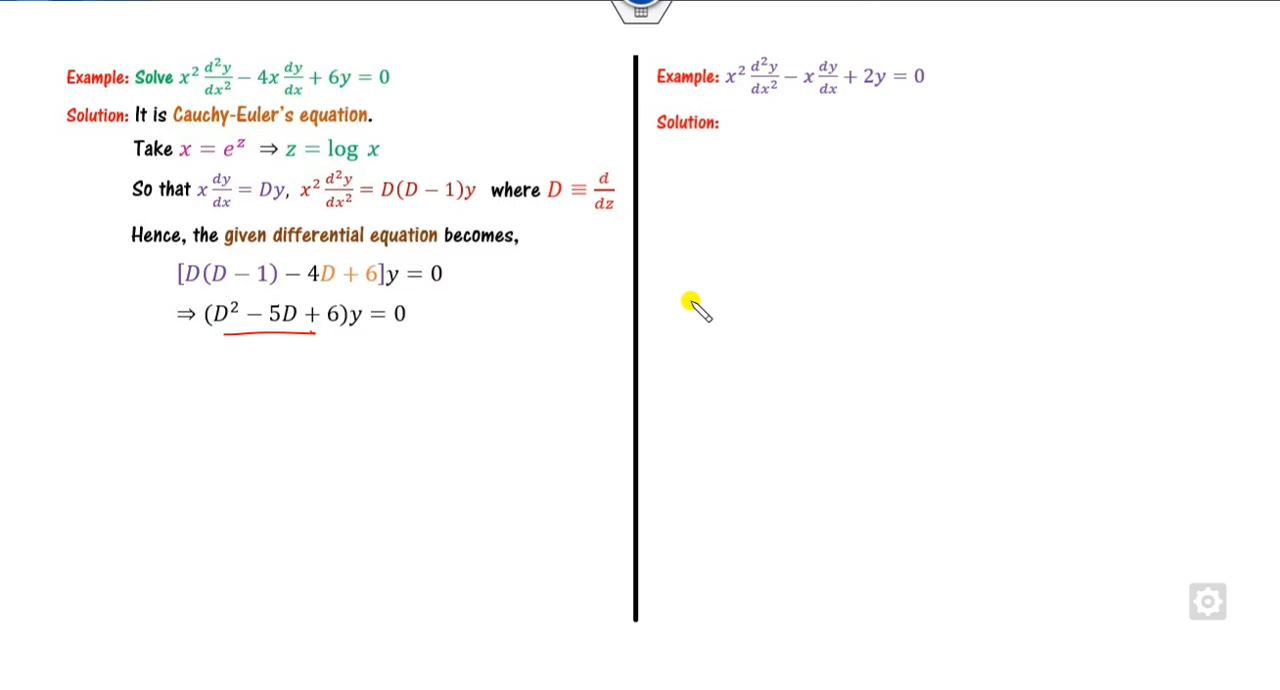 Example: Solve x² d²y/dx² − 4x dy/dx + 6y = 0
Solution: It is Cauchy-Euler's equation.
Take x = e^z ⇒ z = log x
So that x dy/dx = Dy, x² d²y/dx² = D(D − 1)y where D ≡ d/dz
Hence, the given differential equation becomes,
[D(D − 1) − 4D + 6]y = 0
⇒ (D² − 5D + 6)y = 0
Example: x² d²y/dx² − x dy/dx + 2y = 0
Solution: